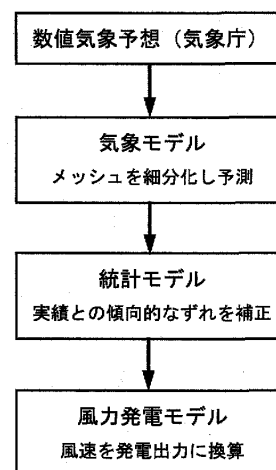 数値気象予想（気象庁）
気象モデル
メッシュを細分化し予測
統計モデル
実績との傾向的なずれを補正
風力発電モデル
風速を発電出力に換算